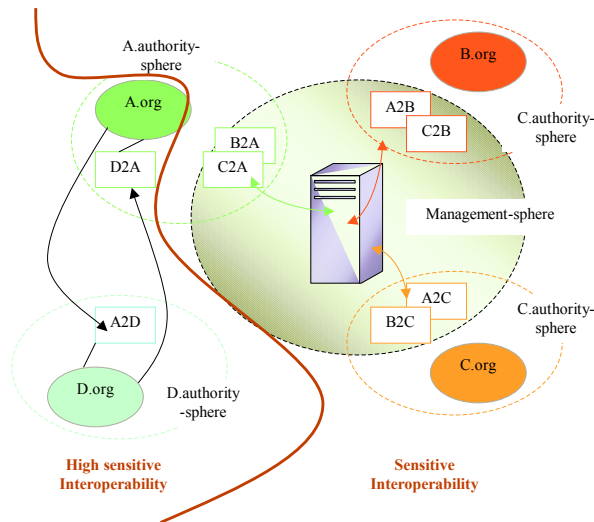 A.authority-
sphere
A.org
B.org
A2B
C2B
C.authority-
sphere
B2A
C2A
D2A
Management-sphere
A2D
A2C
B2C
C.authority-
sphere
D.org
D.authority
-sphere
C.org
High sensitive
Interoperability
Sensitive
Interoperability